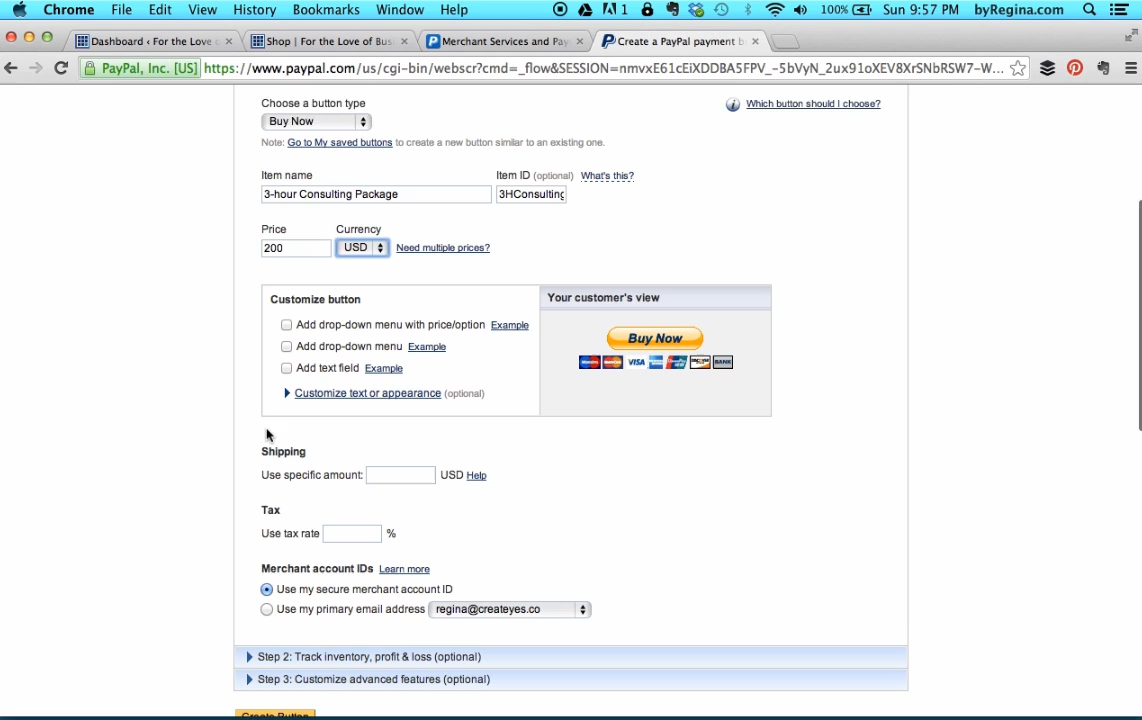 Chrome File Edit View History Bookmarks Window Help 1 100% Sun 9:57 PM byRegina.com
Dashboard ‹ For the Love × Shop | For the Love of Bus × Merchant Services and Pay × Create a PayPal payment b ×
PayPal, Inc. [US] https://www.paypal.com/us/cgi-bin/webscr?cmd=_flow&SESSION=nmvxE61cEiXDDBA5FPV_-5bVyN_2ux91oXEV8XrSNbRSW7-W...
Choose a button type
Which button should I choose?
Buy Now
Note: Go to My saved buttons to create a new button similar to an existing one.
Item name Item ID (optional) What's this?
3-hour Consulting Package 3HConsulting
Price Currency
200 USD Need multiple prices?
Customize button Your customer's view
Add drop-down menu with price/option Example
Buy Now
Add drop-down menu Example
VISA BANK
Add text field Example
Customize text or appearance (optional)
Shipping
Use specific amount: USD Help
Tax
Use tax rate %
Merchant account IDs Learn more
Use my secure merchant account ID
Use my primary email address regina@createyes.co
Step 2: Track inventory, profit & loss (optional)
Step 3: Customize advanced features (optional)
Create Button